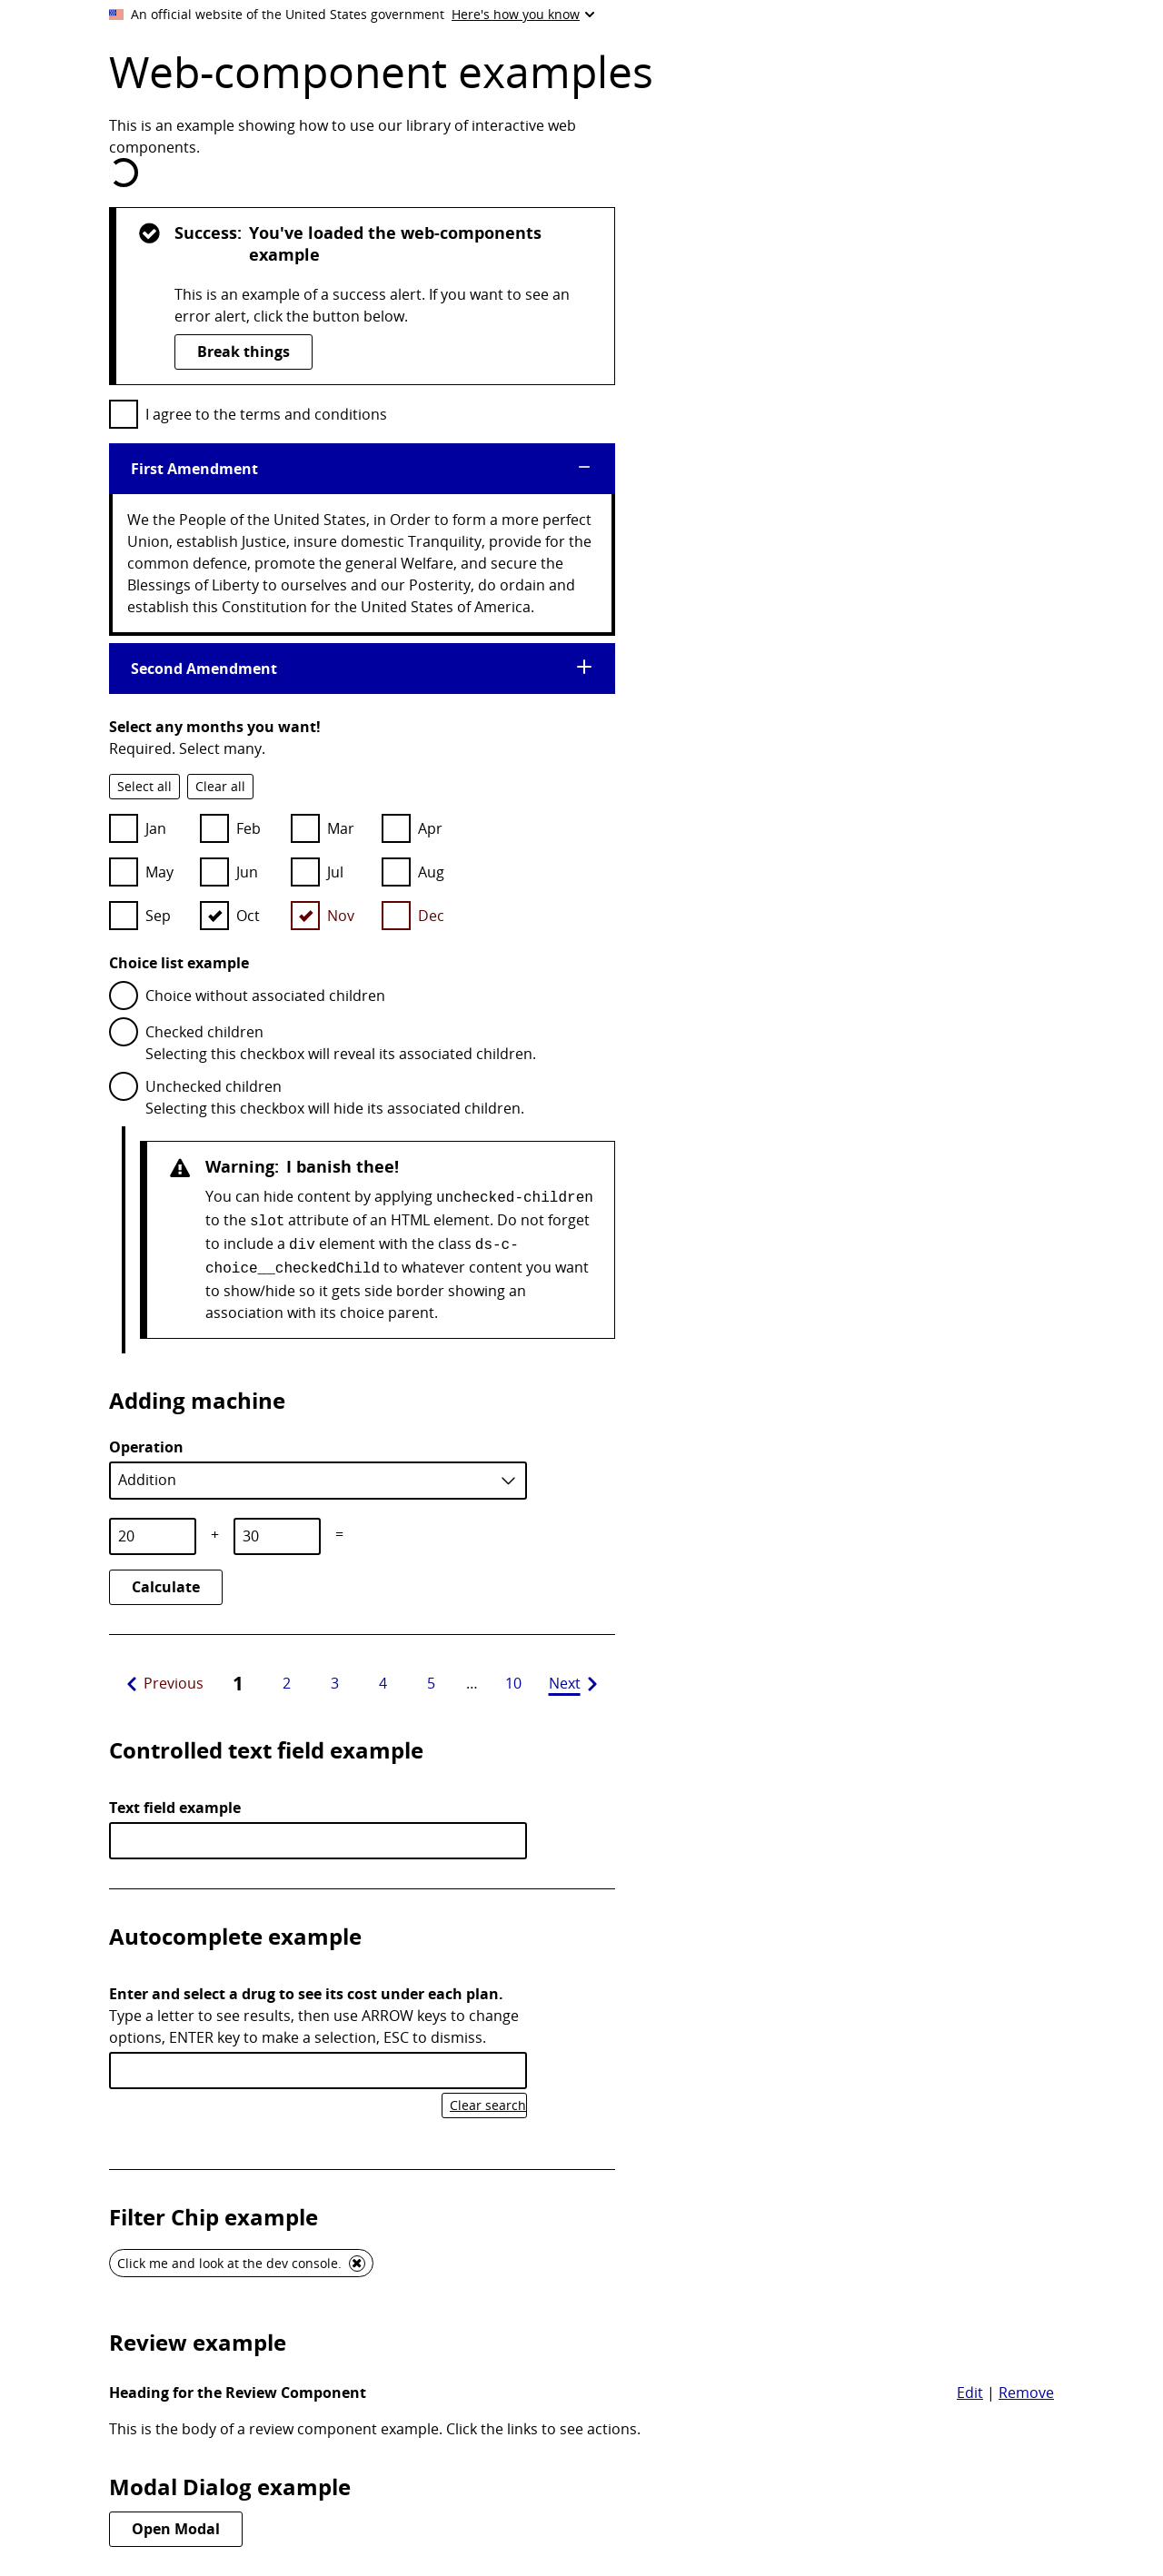 An official website of the United States government Here's how you know
Web-component examples
This is an example showing how to use our library of interactive web
components.
Success: You've loaded the web-components
example
This is an example of a success alert. If you want to see an
error alert, click the button below.
Break things
I agree to the terms and conditions
First Amendment
We the People of the United States, in Order to form a more perfect
Union, establish Justice, insure domestic Tranquility, provide for the
common defence, promote the general Welfare, and secure the
Blessings of Liberty to ourselves and our Posterity, do ordain and
establish this Constitution for the United States of America.
Second Amendment
Select any months you want!
Required. Select many.
Select all Clear all
Jan Feb Mar Apr
May Jun Jul Aug
Sep Oct Nov Dec
Choice list example
Choice without associated children
Checked children
Selecting this checkbox will reveal its associated children.
Unchecked children
Selecting this checkbox will hide its associated children.
Warning: I banish thee!
You can hide content by applying unchecked-children
to the slot attribute of an HTML element. Do not forget
to include a div element with the class ds-c-
choice__checkedChild to whatever content you want
to show/hide so it gets side border showing an
association with its choice parent.
Adding machine
Operation
Addition
20 + 30 =
Calculate
Previous 1 2 3 4 5 … 10 Next
Controlled text field example
Text field example
Autocomplete example
Enter and select a drug to see its cost under each plan.
Type a letter to see results, then use ARROW keys to change
options, ENTER key to make a selection, ESC to dismiss.
Clear search
Filter Chip example
Click me and look at the dev console.
Review example
Heading for the Review Component Edit | Remove
This is the body of a review component example. Click the links to see actions.
Modal Dialog example
Open Modal